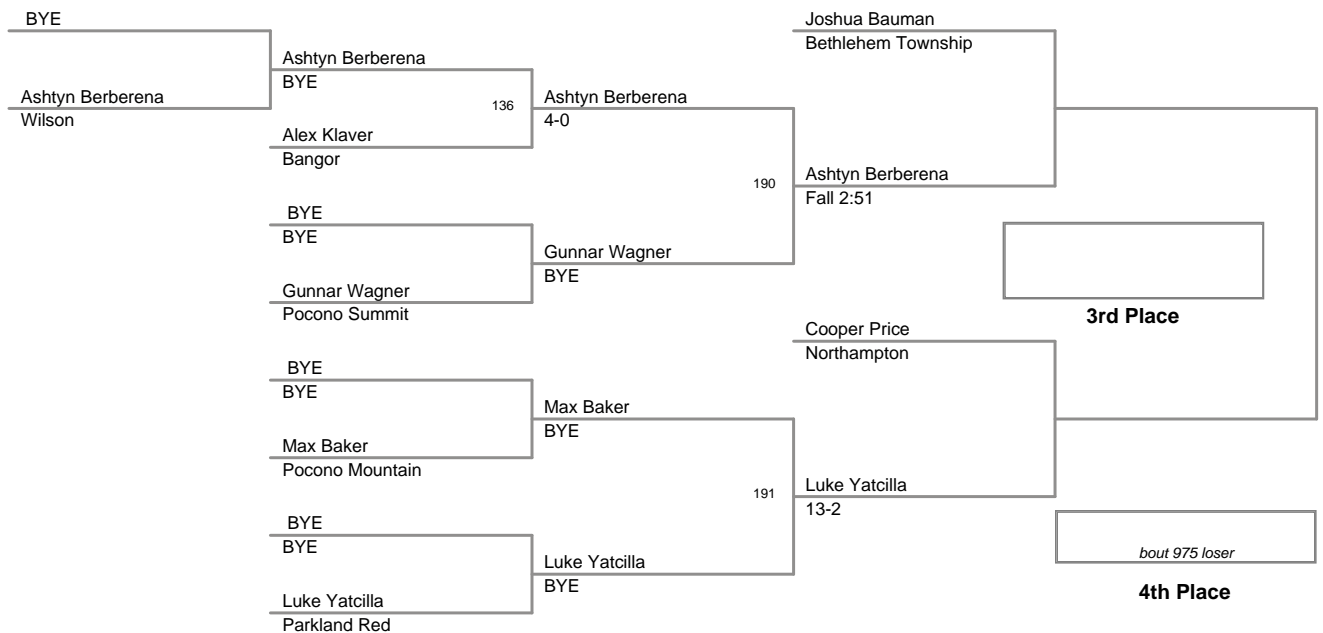 BYE
Ashtyn Berberena
Wilson
Ashtyn Berberena
BYE
136
Alex Klaver
Bangor
BYE
BYE
Gunnar Wagner
Pocono Summit
BYE
BYE
Max Baker
Pocono Mountain
BYE
BYE
Luke Yatcilla
Parkland Red
Ashtyn Berberena
4-0
190
Gunnar Wagner
BYE
Max Baker
BYE
191
Luke Yatcilla
BYE
Joshua Bauman
Bethlehem Township
Ashtyn Berberena
Fall 2:51
Cooper Price
Northampton
Luke Yatcilla
13-2
3rd Place
bout 975 loser
4th Place